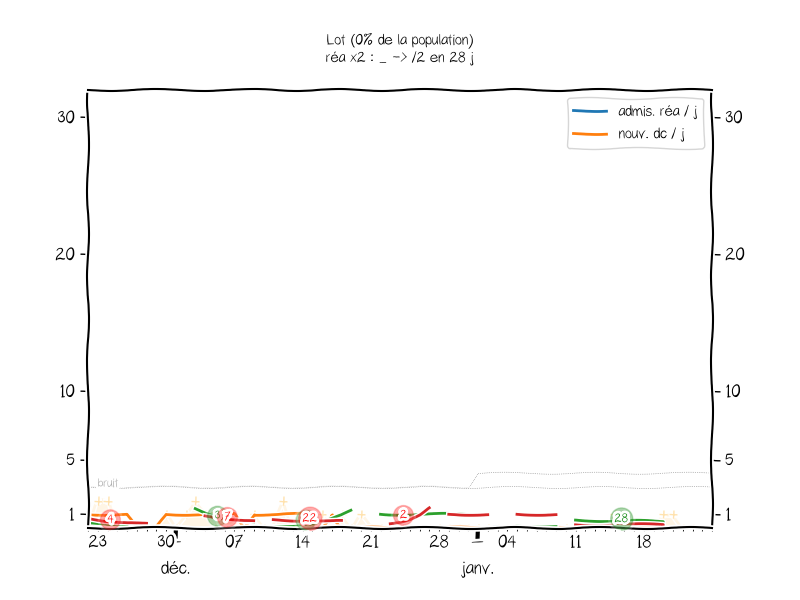 Lot (0% de la population)
réa x2 : _ -> /2 en 28 j
30 30
admis. réa / j
nouv. dc / j
20 20
10 10
5 5
bruit
1 1
4 3 7 22 2 28
23 30 07 14 21 28 04 11 18
déc. janv.